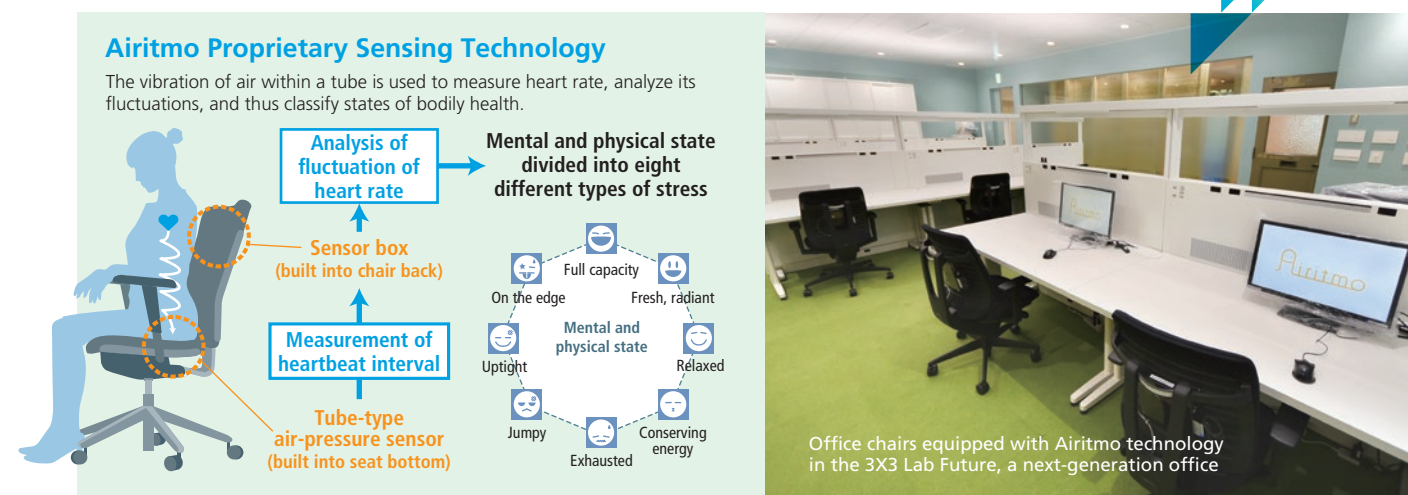 Airitmo Proprietary Sensing Technology
The vibration of air within a tube is used to measure heart rate, analyze its
fluctuations, and thus classify states of bodily health.
Analysis of
fluctuation of
heart rate
Mental and physical state
divided into eight
different types of stress
Sensor box
(built into chair back)
Measurement of
heartbeat interval
Tube-type
air-pressure sensor
(built into seat bottom)
Full capacity
On the edge
Fresh, radiant
Mental and
physical state
Uptight
Relaxed
Jumpy
Conserving
energy
Exhausted
Airitmo
Airitmo
Office chairs equipped with Airitmo technology
in the 3X3 Lab Future, a next-generation office